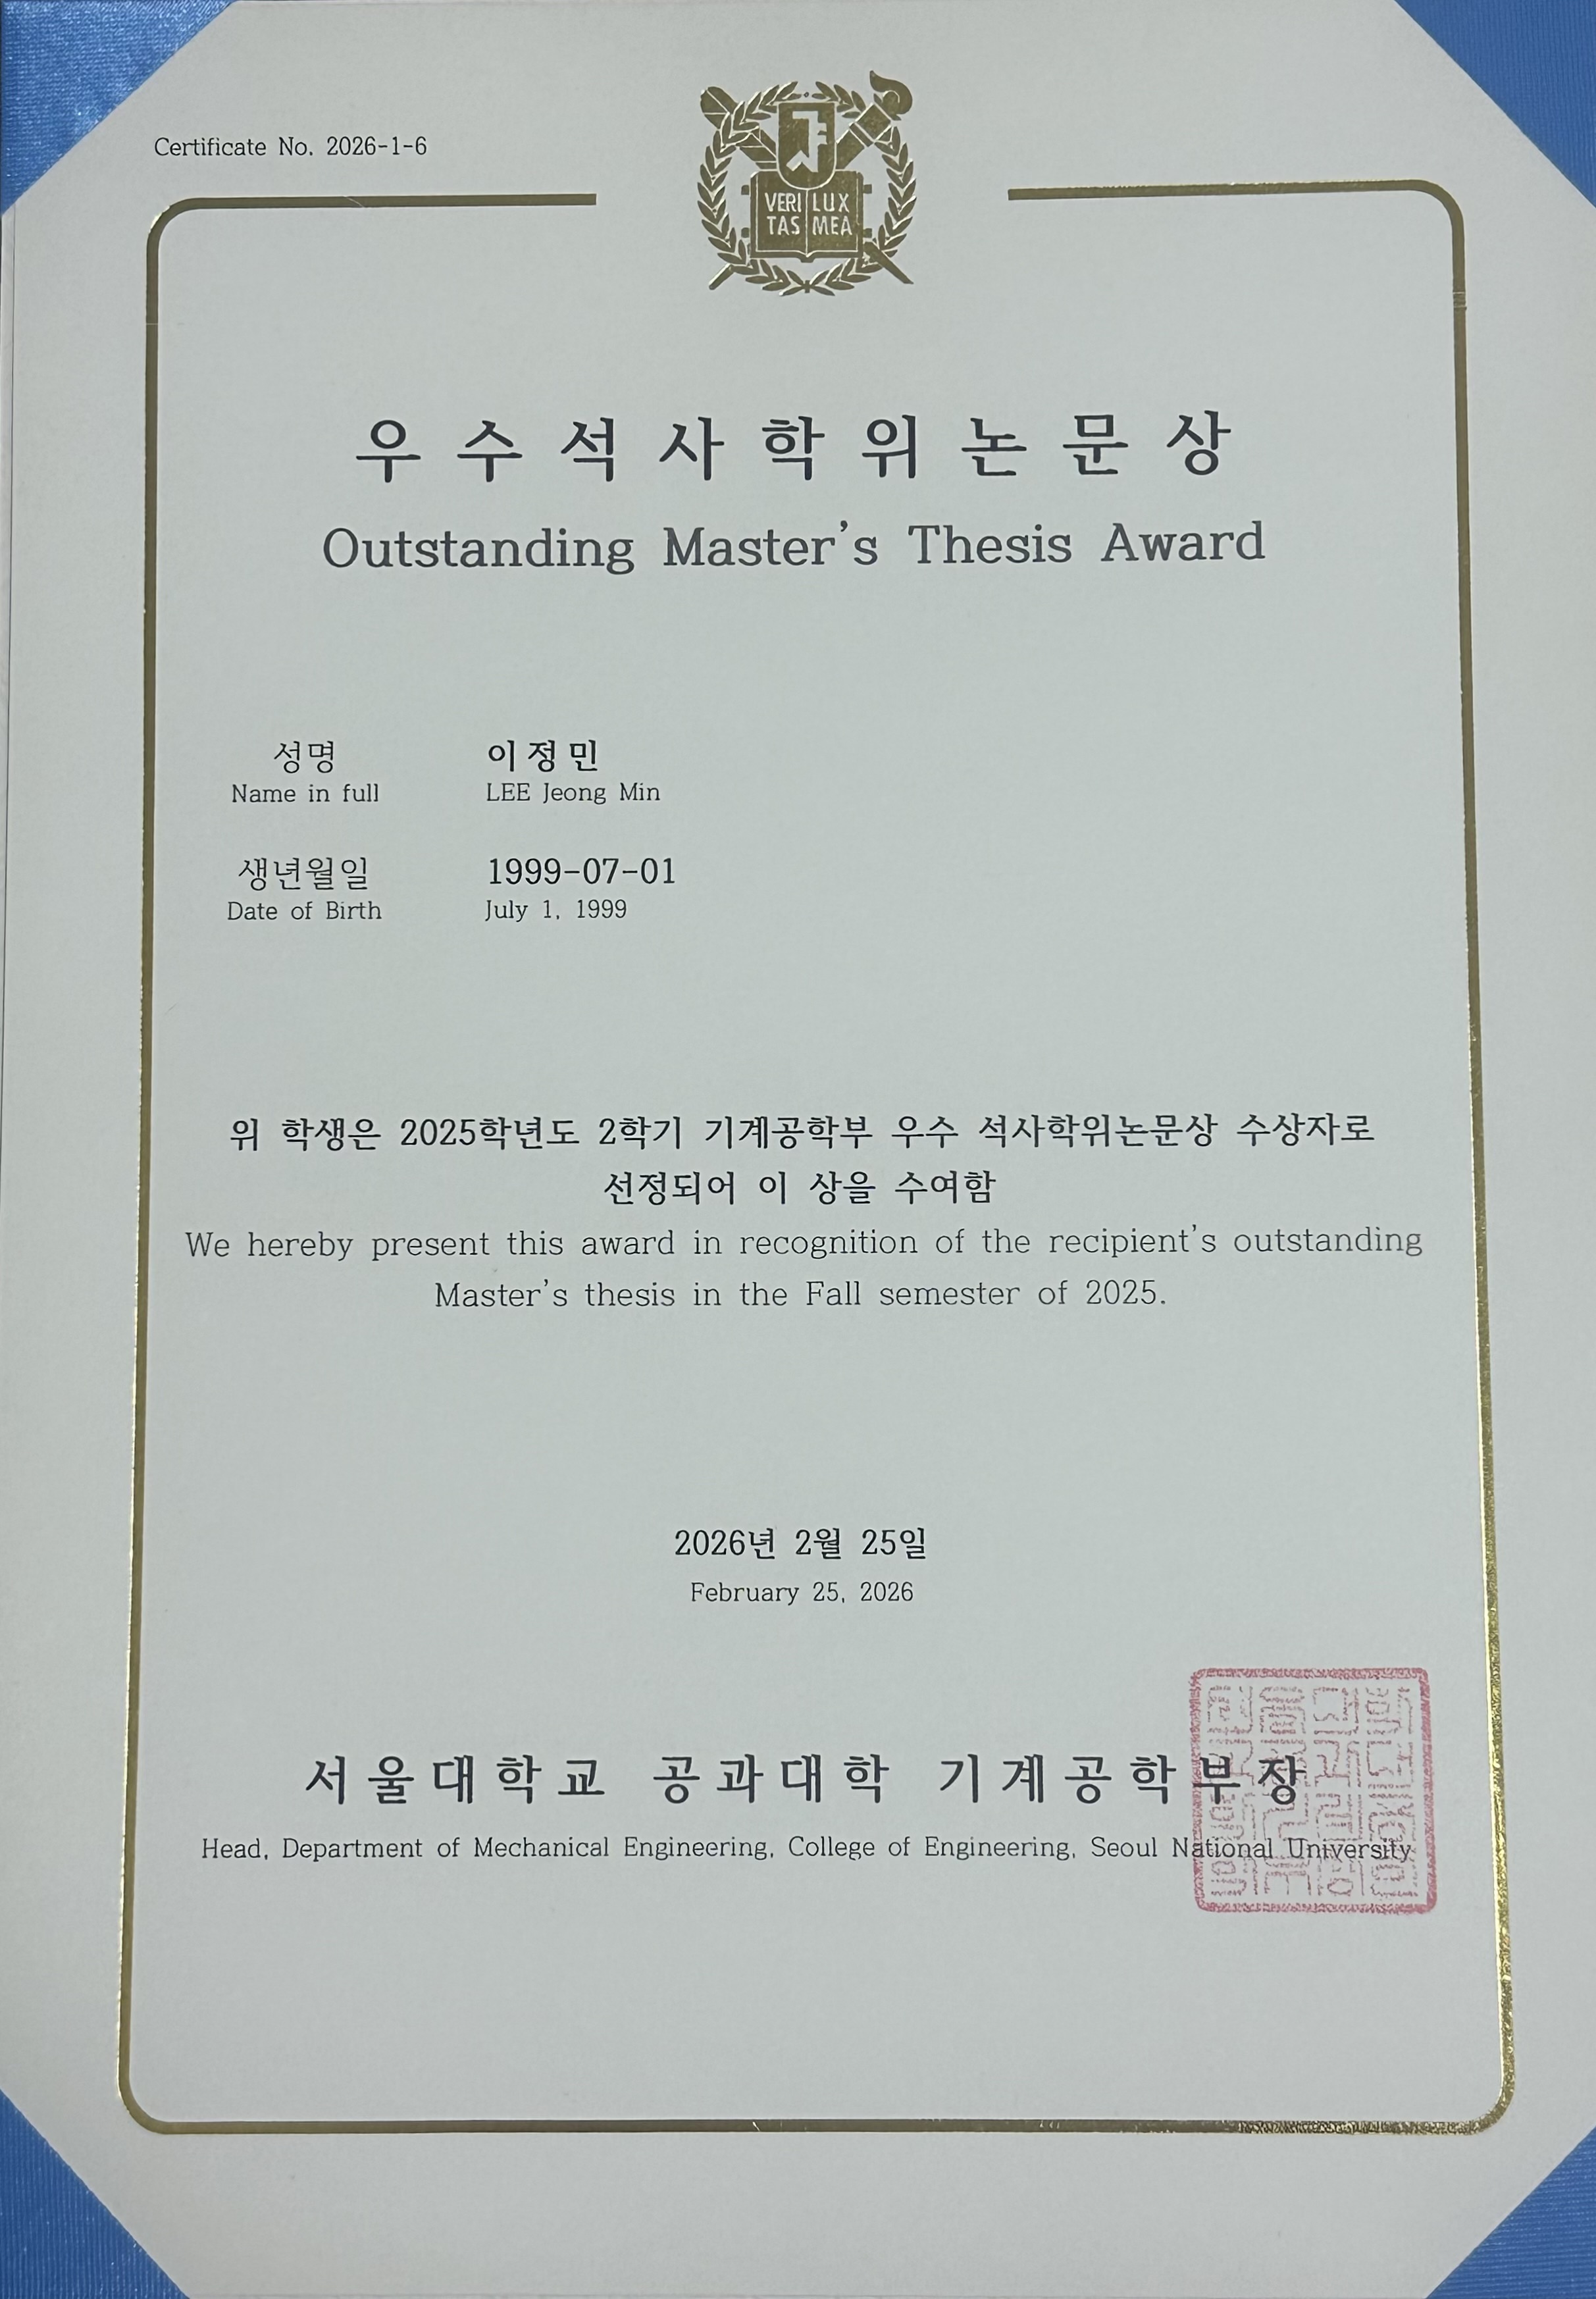 Certificate No. 2026-1-6
VERI LUX
TAS MEA
우수석사학위논문상
Outstanding Master's Thesis Award
성명 이정민
Name in full LEE Jeong Min
생년월일 1999-07-01
Date of Birth July 1, 1999
위 학생은 2025학년도 2학기 기계공학부 우수 석사학위논문상 수상자로
선정되어 이 상을 수여함
We hereby present this award in recognition of the recipient's outstanding
Master's thesis in the Fall semester of 2025.
2026년 2월 25일
February 25, 2026
서울대학교 공과대학 기계공학부장
Head, Department of Mechanical Engineering, College of Engineering, Seoul National University